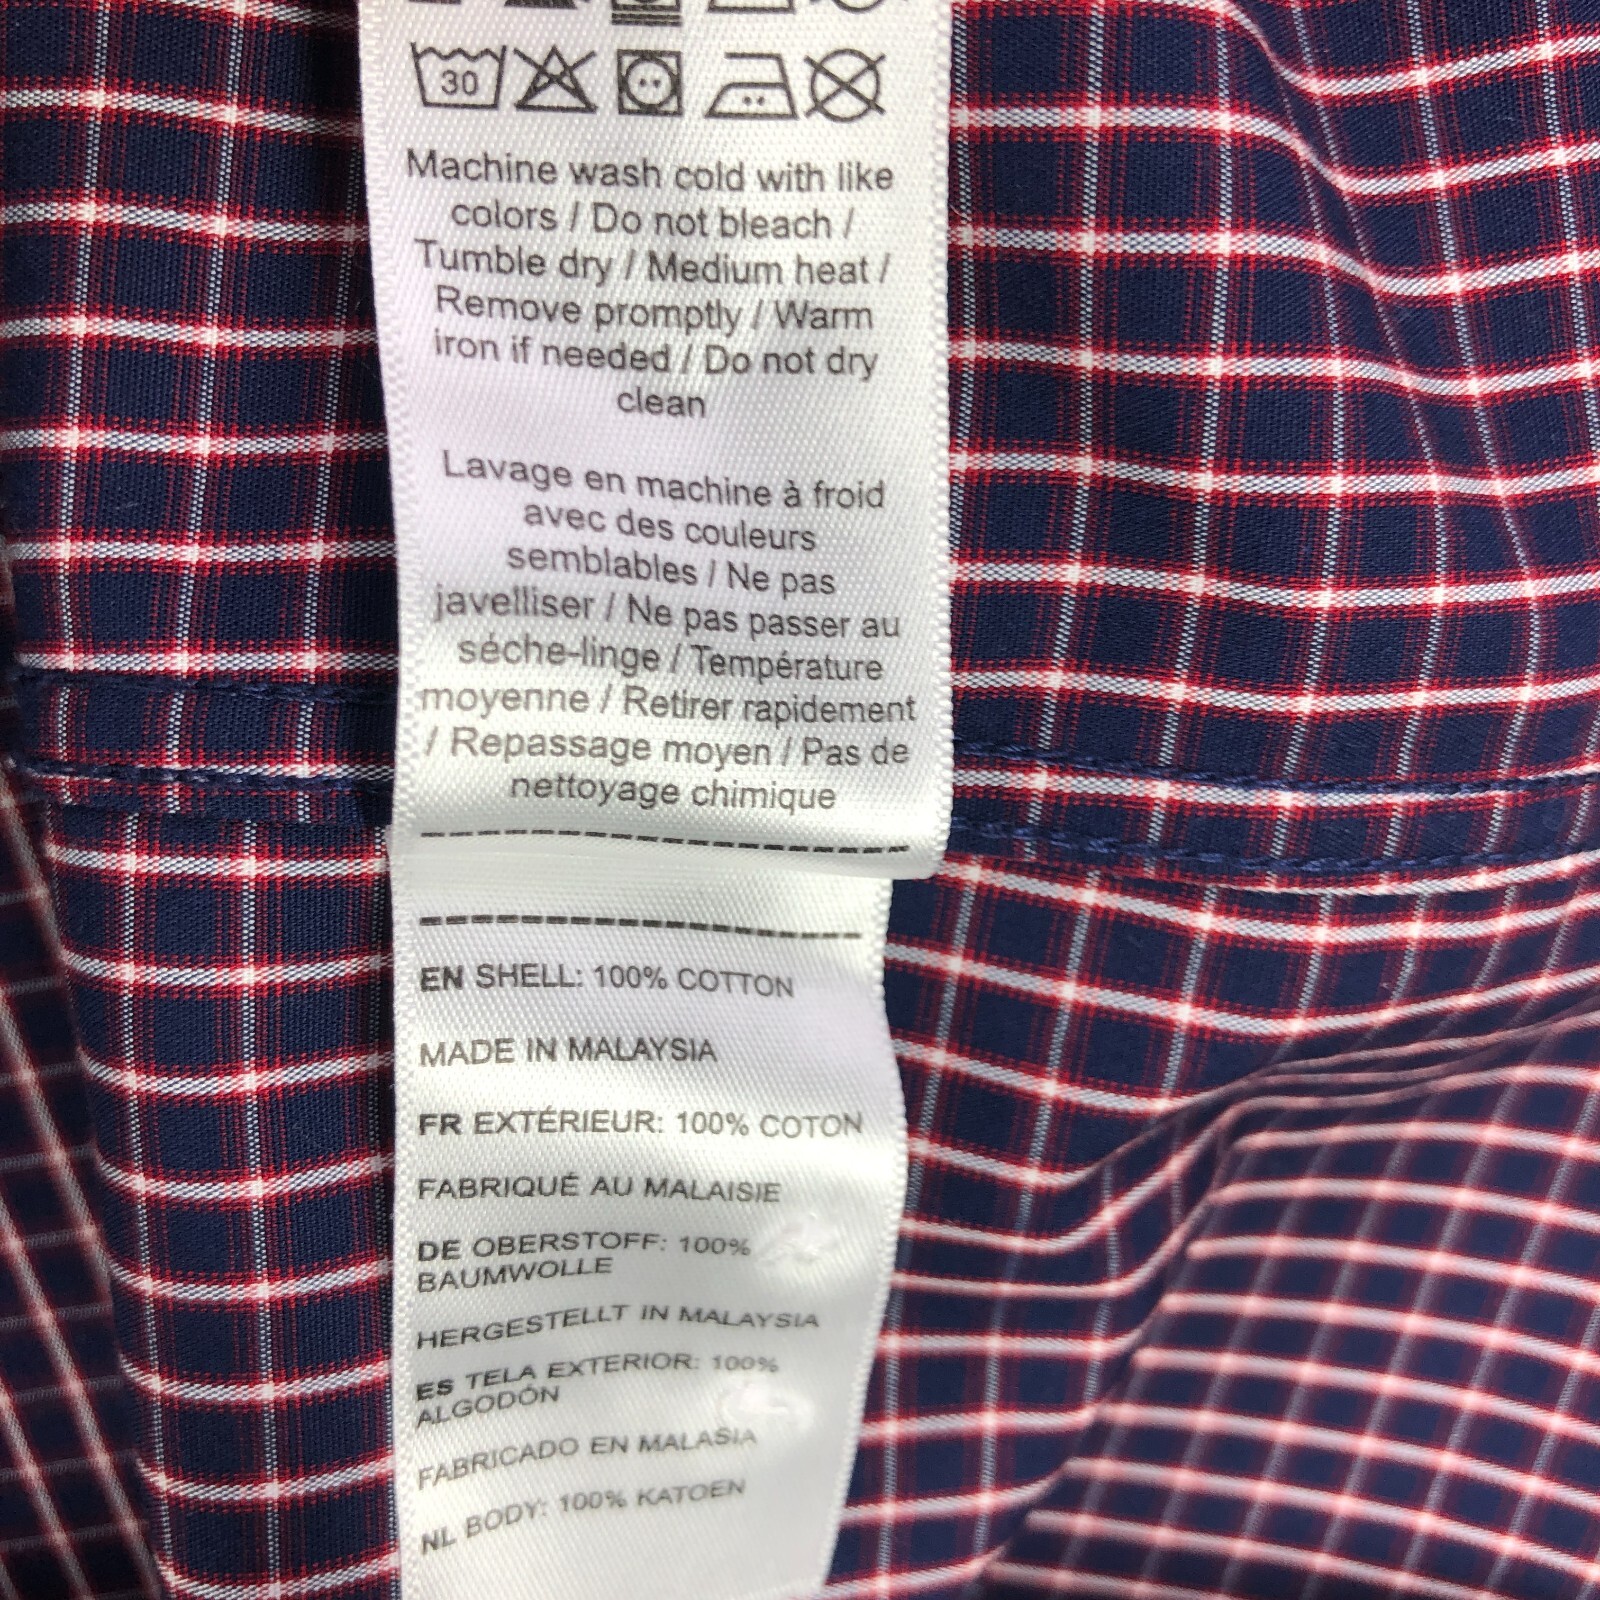 30
Machine wash cold with like
colors / Do not bleach /
Tumble dry / Medium heat /
Remove promptly / Warm
iron if needed / Do not dry
clean
Lavage en machine à froid
avec des couleurs
semblables / Ne pas
javelliser / Ne pas passer au
séche-linge / Température
moyenne / Retirer rapidement
/ Repassage moyen / Pas de
nettoyage chimique
EN SHELL: 100% COTTON
MADE IN MALAYSIA
FR EXTÉRIEUR: 100% COTON
FABRIQUÉ AU MALAISIE
DE OBERSTOFF: 100%
BAUMWOLLE
HERGESTELLT IN MALAYSIA
ES TELA EXTERIOR: 100%
ALGODÓN
FABRICADO EN MALASIA
NL BODY: 100% KATOEN